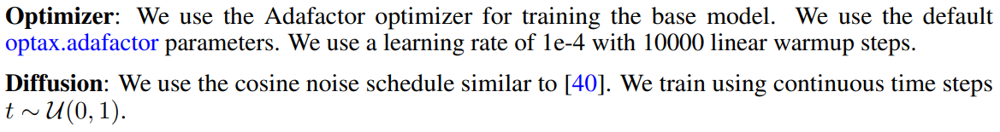 Optimizer: We use the Adafactor optimizer for training the base model. We use the default
optax.adafactor parameters. We use a learning rate of 1e-4 with 10000 linear warmup steps.
Diffusion: We use the cosine noise schedule similar to [40]. We train using continuous time steps
t ∼ 𝒰(0, 1).